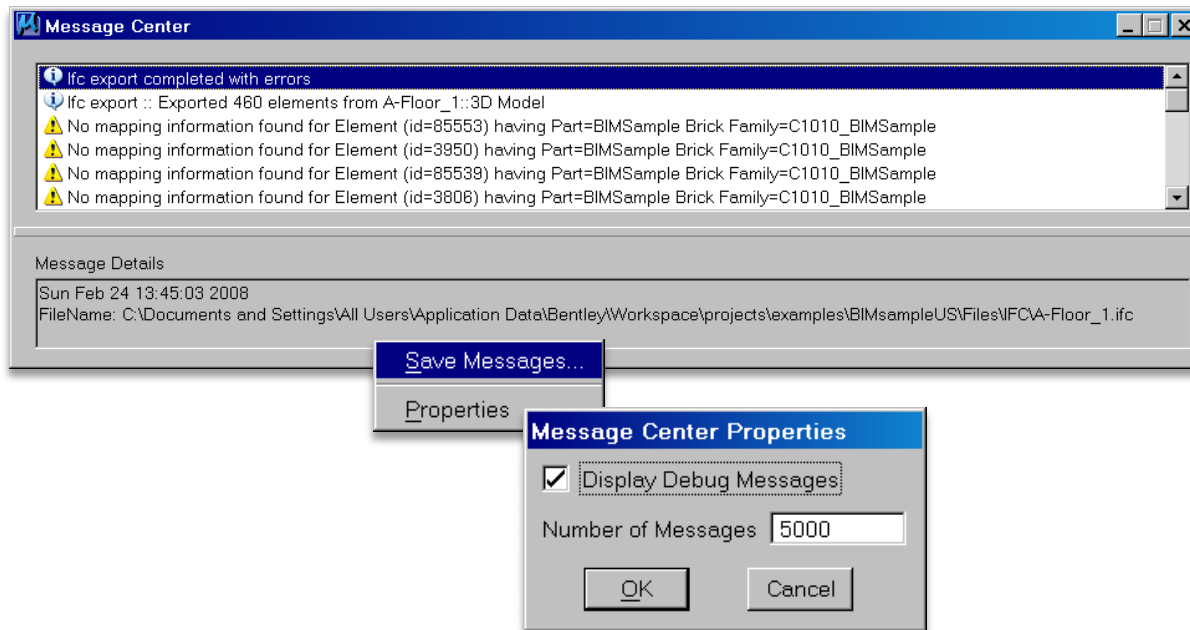 Message Center
Ifc export completed with errors
Ifc export :: Exported 460 elements from A-Floor_1::3D Model
No mapping information found for Element (id=85553) having Part=BIMSample Brick Family=C1010_BIMSample
No mapping information found for Element (id=3950) having Part=BIMSample Brick Family=C1010_BIMSample
No mapping information found for Element (id=85539) having Part=BIMSample Brick Family=C1010_BIMSample
No mapping information found for Element (id=3806) having Part=BIMSample Brick Family=C1010_BIMSample
Message Details
Sun Feb 24 13:45:03 2008
FileName: C:\Documents and Settings\All Users\Application Data\Bentley\Workspace\projects\examples\BIMsampleUS\Files\IFC\A-Floor_1.ifc
Save Messages...
Properties
Message Center Properties
Display Debug Messages
Number of Messages 5000
OK Cancel